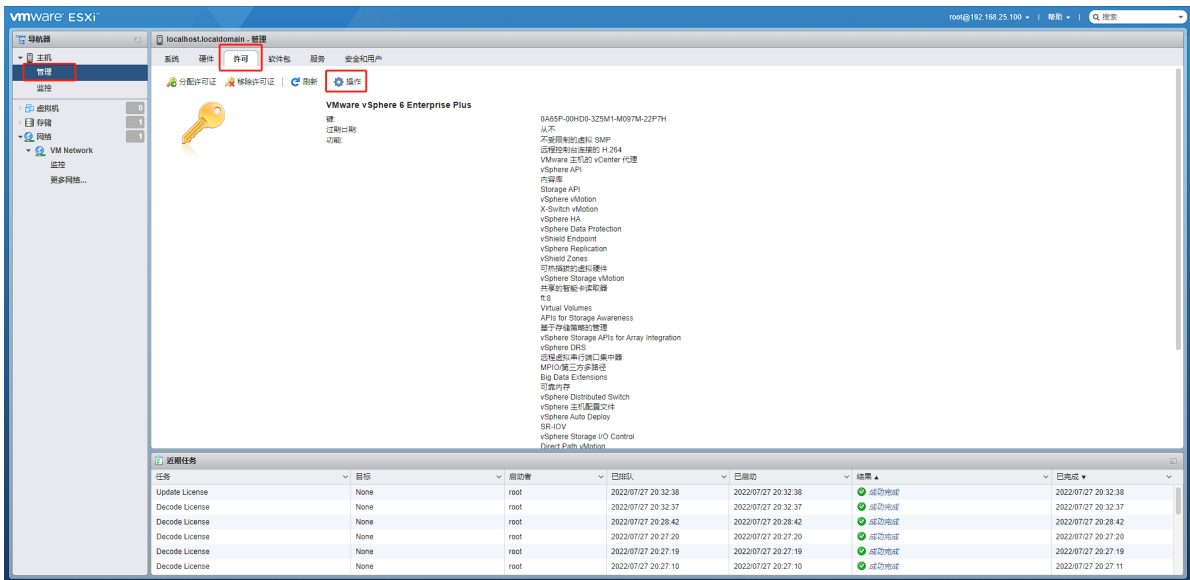 vmware ESXi
root@192.168.25.100 | 帮助 | 搜索
导航器
主机
管理
监控
虚拟机 0
存储 1
网络 1
VM Network
监控
更多网络...
localhost.localdomain - 管理
系统 硬件 许可 软件包 服务 安全和用户
分配许可证 移除许可证 | 刷新 操作
VMware vSphere 6 Enterprise Plus
键: 0A65P-00HD0-3Z5M1-M097M-22P7H
过期日期: 从不
功能: 不受限制的虚拟 SMP
远程控制台连接的 H.264
VMware 主机的 vCenter 代理
vSphere API
内容库
Storage API
vSphere vMotion
X-Switch vMotion
vSphere HA
vSphere Data Protection
vShield Endpoint
vSphere Replication
vShield Zones
可热插拔的虚拟硬件
vSphere Storage vMotion
共享的智能卡读取器
ft:8
Virtual Volumes
APIs for Storage Awareness
基于存储策略的管理
vSphere Storage APIs for Array Integration
vSphere DRS
远程虚拟串行端口集中器
MPIO/第三方多路径
Big Data Extensions
可靠内存
vSphere Distributed Switch
vSphere 主机配置文件
vSphere Auto Deploy
SR-IOV
vSphere Storage I/O Control
Direct Path vMotion
近期任务
任务 目标 启动者 已排队 已启动 结果 ▲ 已完成 ▼
Update License None root 2022/07/27 20:32:38 2022/07/27 20:32:38 成功完成 2022/07/27 20:32:38
Decode License None root 2022/07/27 20:32:37 2022/07/27 20:32:37 成功完成 2022/07/27 20:32:37
Decode License None root 2022/07/27 20:28:42 2022/07/27 20:28:42 成功完成 2022/07/27 20:28:42
Decode License None root 2022/07/27 20:27:20 2022/07/27 20:27:20 成功完成 2022/07/27 20:27:20
Decode License None root 2022/07/27 20:27:19 2022/07/27 20:27:19 成功完成 2022/07/27 20:27:19
Decode License None root 2022/07/27 20:27:10 2022/07/27 20:27:10 成功完成 2022/07/27 20:27:11